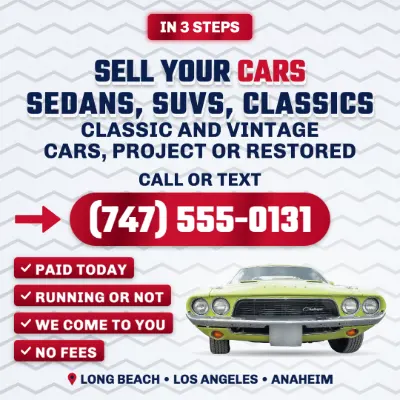 IN 3 STEPS
SELL YOUR CARS
SEDANS, SUVS, CLASSICS
CLASSIC AND VINTAGE
CARS, PROJECT OR RESTORED
CALL OR TEXT
(747) 555-0131
PAID TODAY
RUNNING OR NOT
WE COME TO YOU
NO FEES
LONG BEACH • LOS ANGELES • ANAHEIM